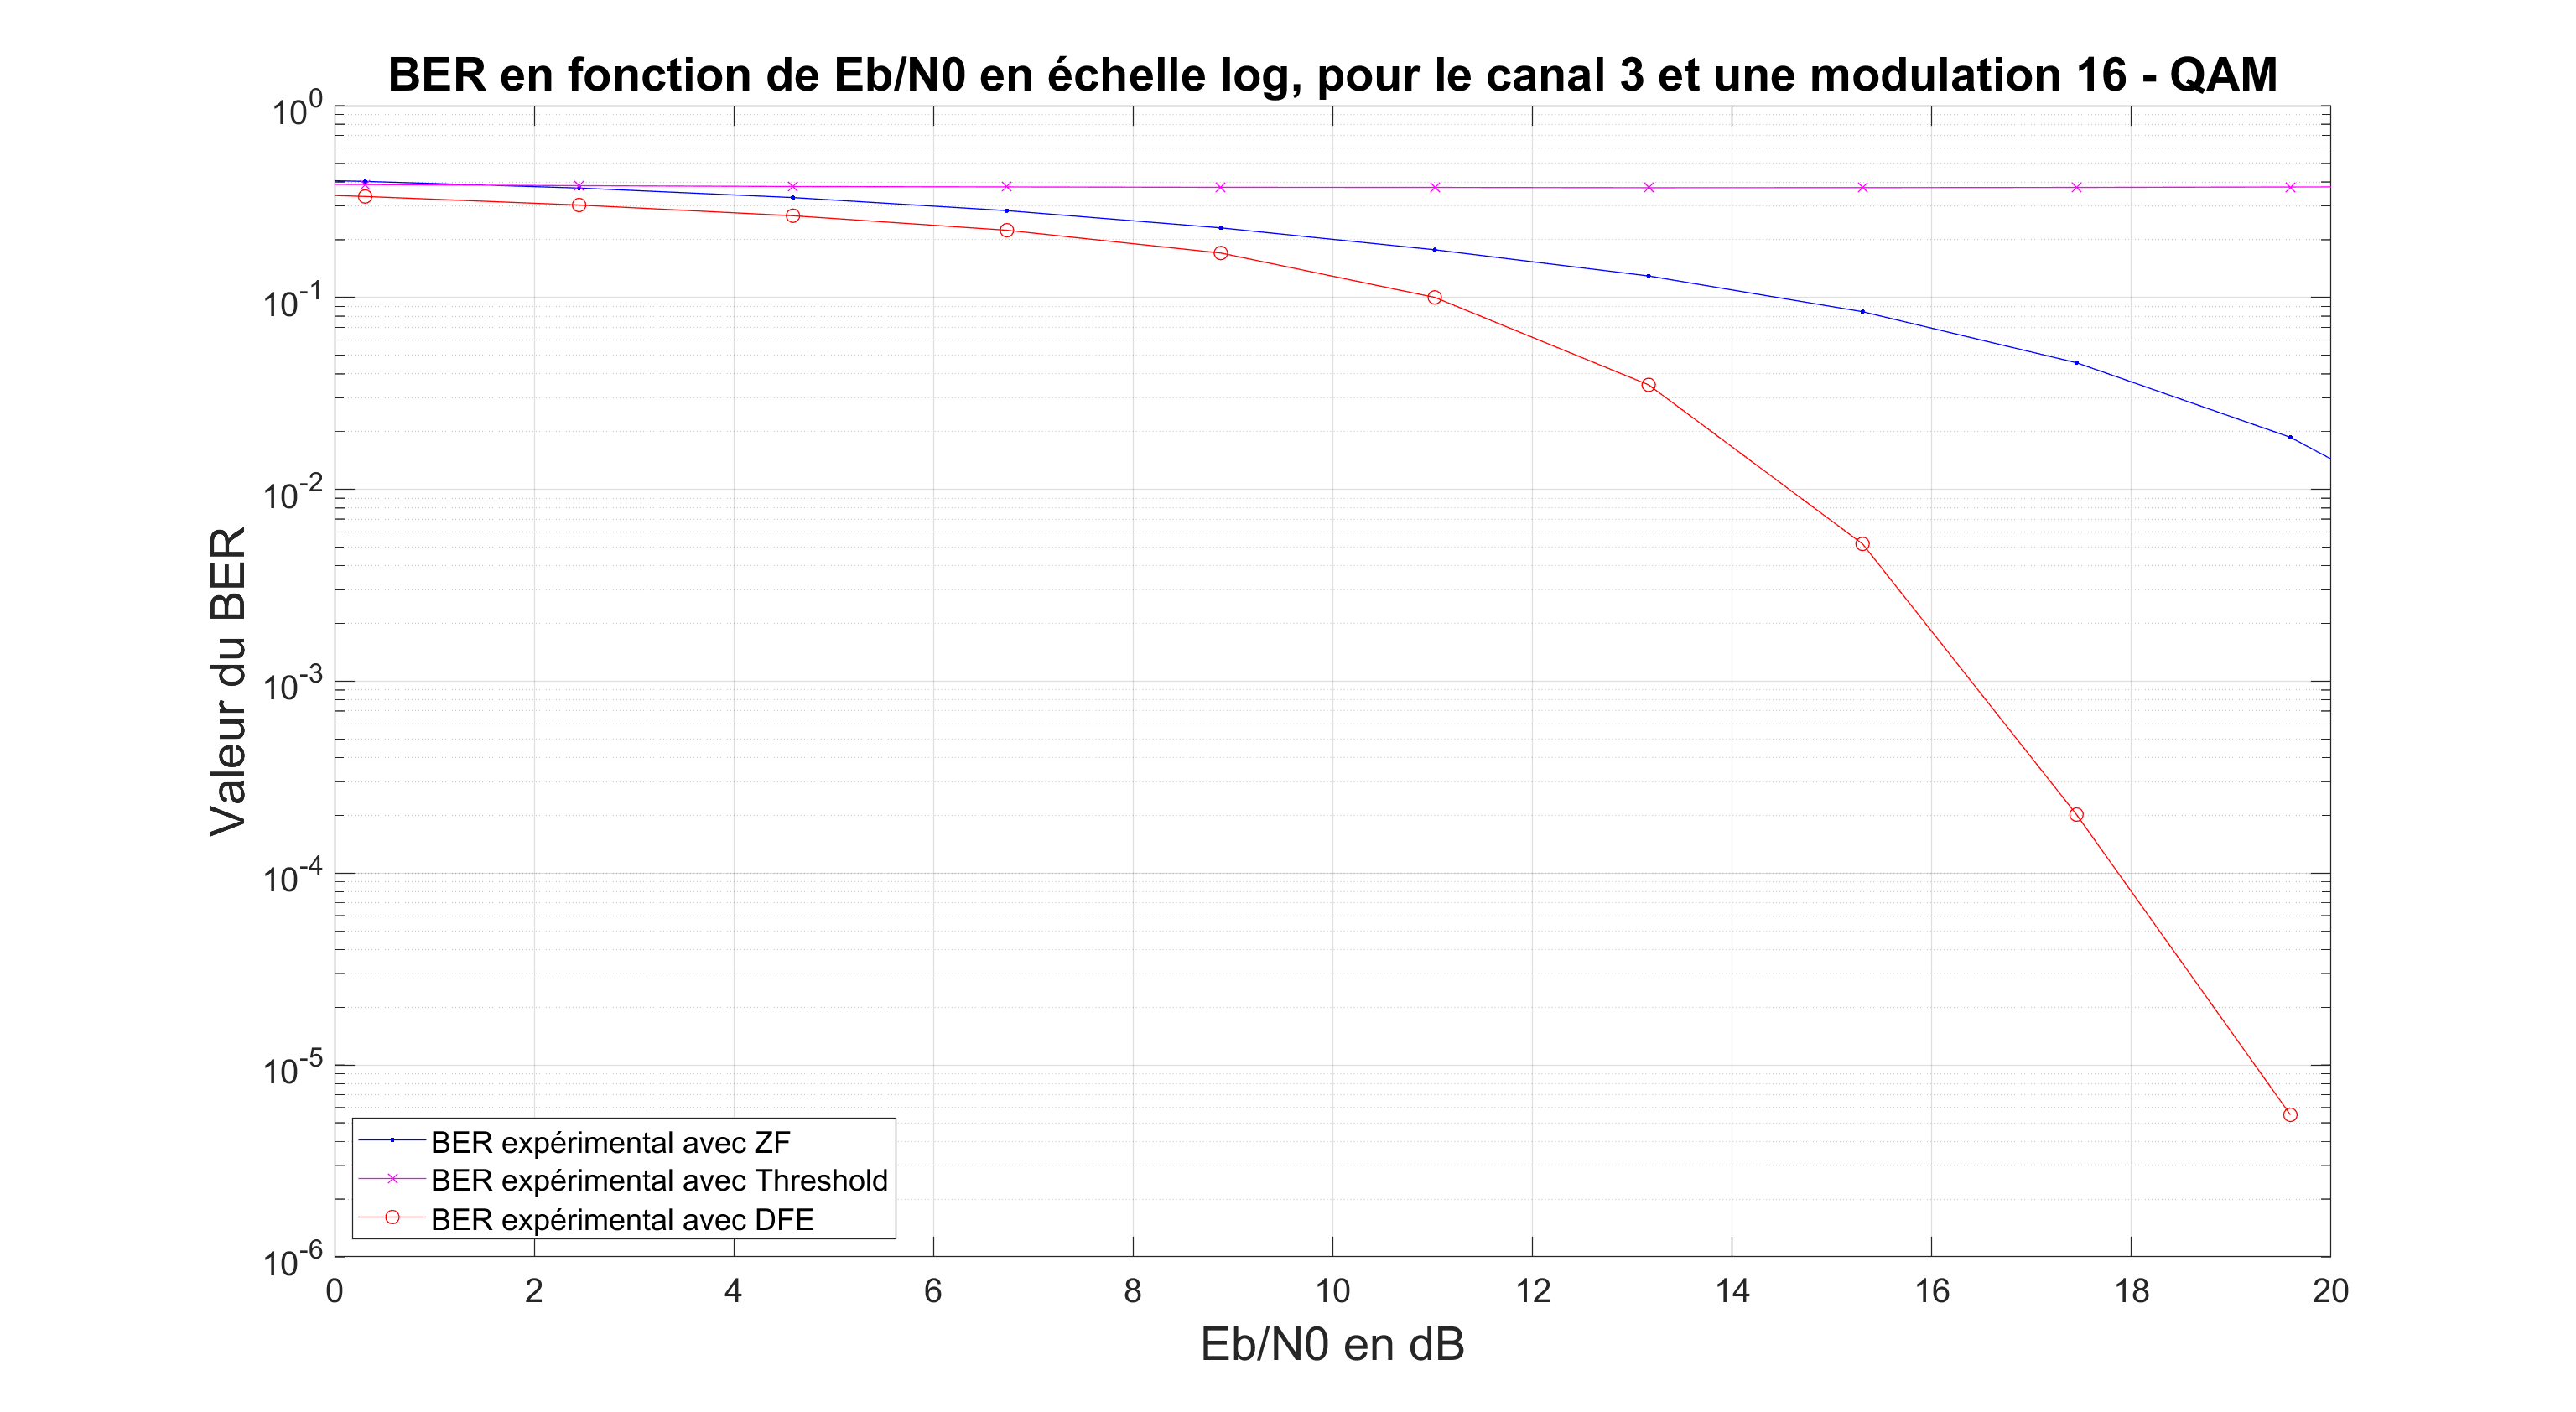 BER en fonction de Eb/N0 en échelle log, pour le canal 3 et une modulation 16 - QAM
10^0
10^-1
10^-2
10^-3
10^-4
10^-5
10^-6
Valeur du BER
BER expérimental avec ZF
BER expérimental avec Threshold
BER expérimental avec DFE
0 2 4 6 8 10 12 14 16 18 20
Eb/N0 en dB